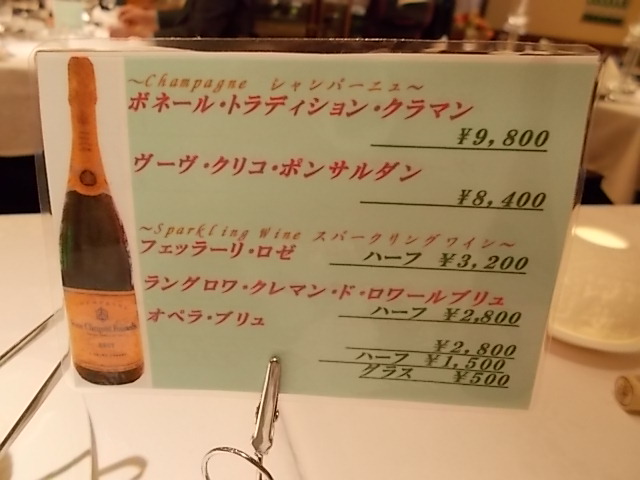 ～Champagne シャンパーニュ～
ボネール・トラディション・クラマン
￥9,800
ヴーヴ・クリコ・ポンサルダン
￥8,400
～Sparkling Wine スパークリングワイン～
フェッラーリ・ロゼ ハーフ ￥3,200
ラングロワ・クレマン・ド・ロワールブリュ
ハーフ ￥2,800
オペラ・ブリュ
￥2,800
ハーフ ￥1,500
グラス ￥500